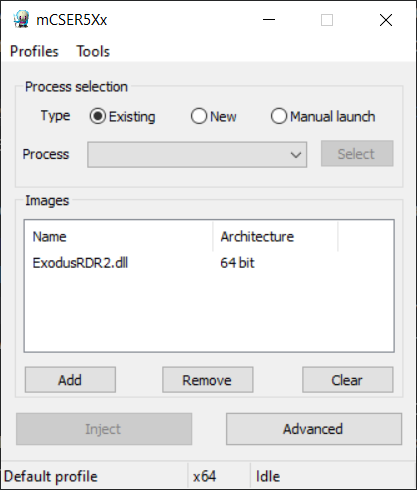 mCSER5Xx
Profiles Tools
Process selection
Type Existing New Manual launch
Process Select
Images
Name Architecture
ExodusRDR2.dll 64 bit
Add Remove Clear
Inject Advanced
Default profile x64 Idle